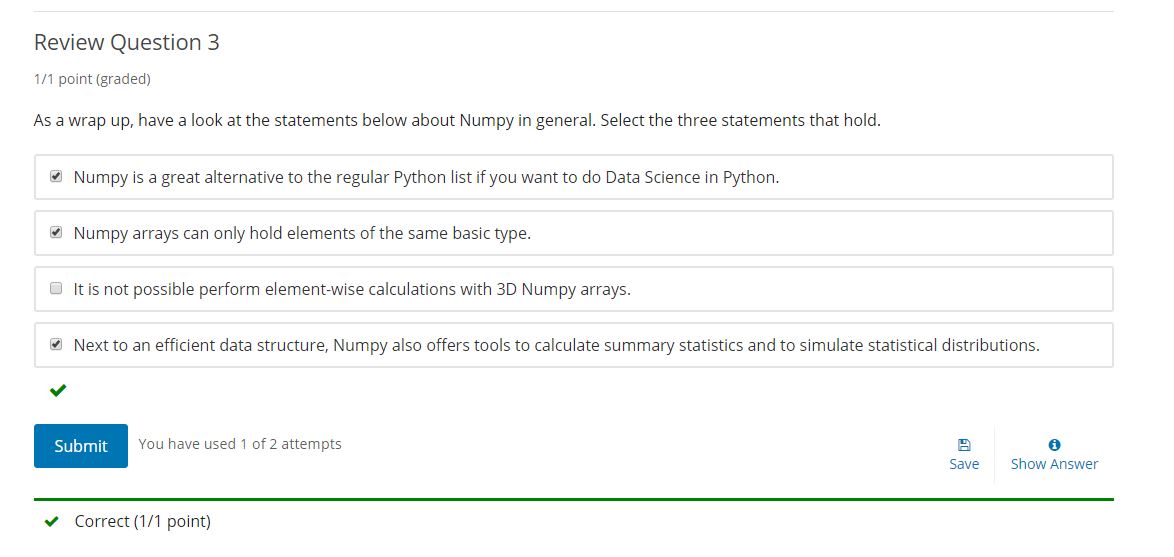 Review Question 3
1/1 point (graded)
As a wrap up, have a look at the statements below about Numpy in general. Select the three statements that hold.
Numpy is a great alternative to the regular Python list if you want to do Data Science in Python.
Numpy arrays can only hold elements of the same basic type.
It is not possible perform element-wise calculations with 3D Numpy arrays.
Next to an efficient data structure, Numpy also offers tools to calculate summary statistics and to simulate statistical distributions.
Submit You have used 1 of 2 attempts
Save Show Answer
Correct (1/1 point)